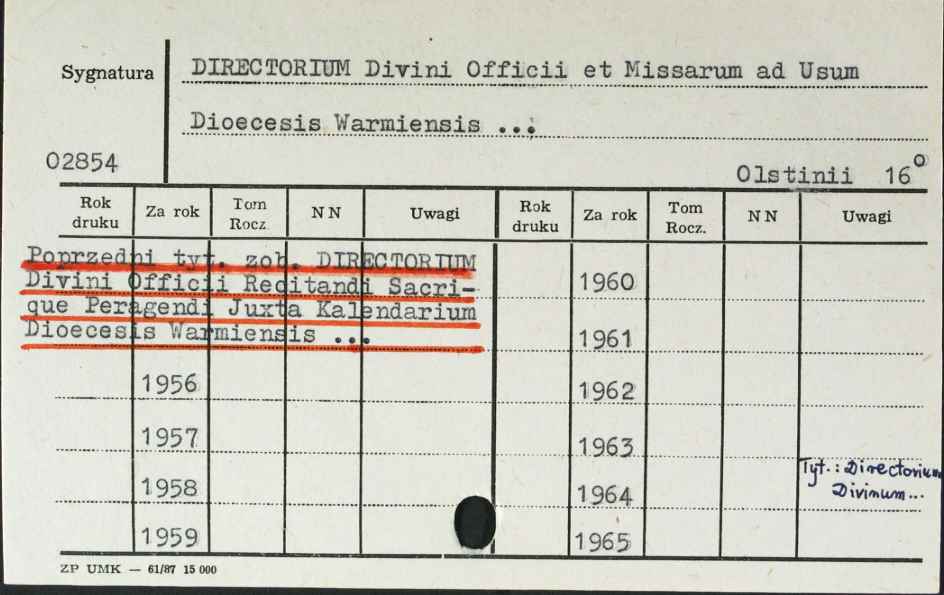 Sygnatura
DIRECTORIUM Divini Officii et Missarum ad Usum
Dioecesis Warmiensis ...
02854
Olstinii 16°
Rok druku Za rok Tom Rocz. NN Uwagi Rok druku Za rok Tom Rocz. NN Uwagi
Poprzedni tyt. zob. DIRECTORIUM
Divini Officii Recitandi Sacri-
que Peragendi Juxta Kalendarium
Dioecesis Warmiensis ...
1956
1957
1958
1959
1960
1961
1962
1963
1964
Tyt.: Directorium
Divinum...
1965
ZP UMK — 61/87 15 000